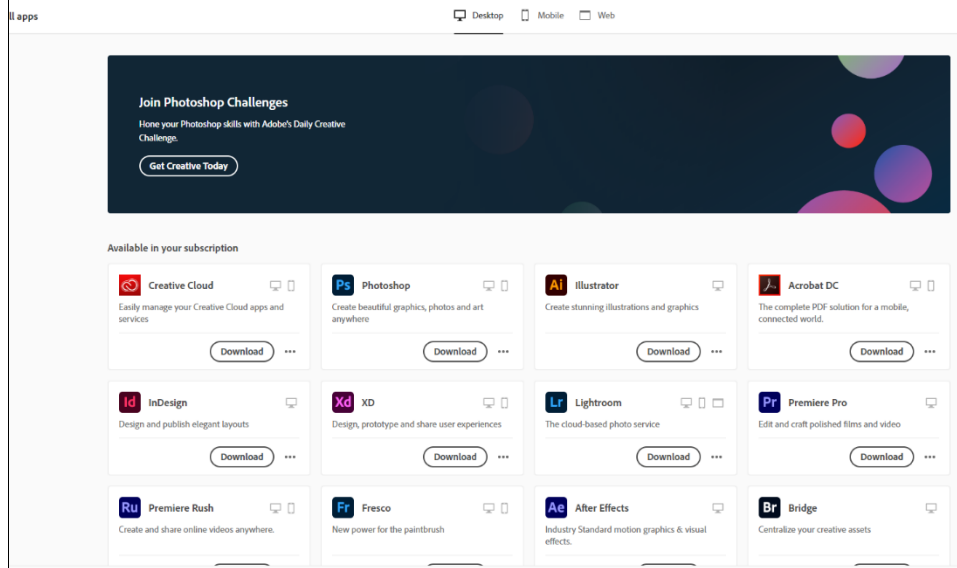 ll apps
Desktop Mobile Web
Join Photoshop Challenges
Hone your Photoshop skills with Adobe's Daily Creative
Challenge.
Get Creative Today
Available in your subscription
Creative Cloud
Easily manage your Creative Cloud apps and
services
Download
Ps Photoshop
Create beautiful graphics, photos and art
anywhere
Download
Ai Illustrator
Create stunning illustrations and graphics
Download
Acrobat DC
The complete PDF solution for a mobile,
connected world.
Download
Id InDesign
Design and publish elegant layouts
Download
Xd XD
Design, prototype and share user experiences
Download
Lr Lightroom
The cloud-based photo service
Download
Pr Premiere Pro
Edit and craft polished films and video
Download
Ru Premiere Rush
Create and share online videos anywhere.
Fr Fresco
New power for the paintbrush
Ae After Effects
Industry Standard motion graphics & visual
effects.
Br Bridge
Centralize your creative assets